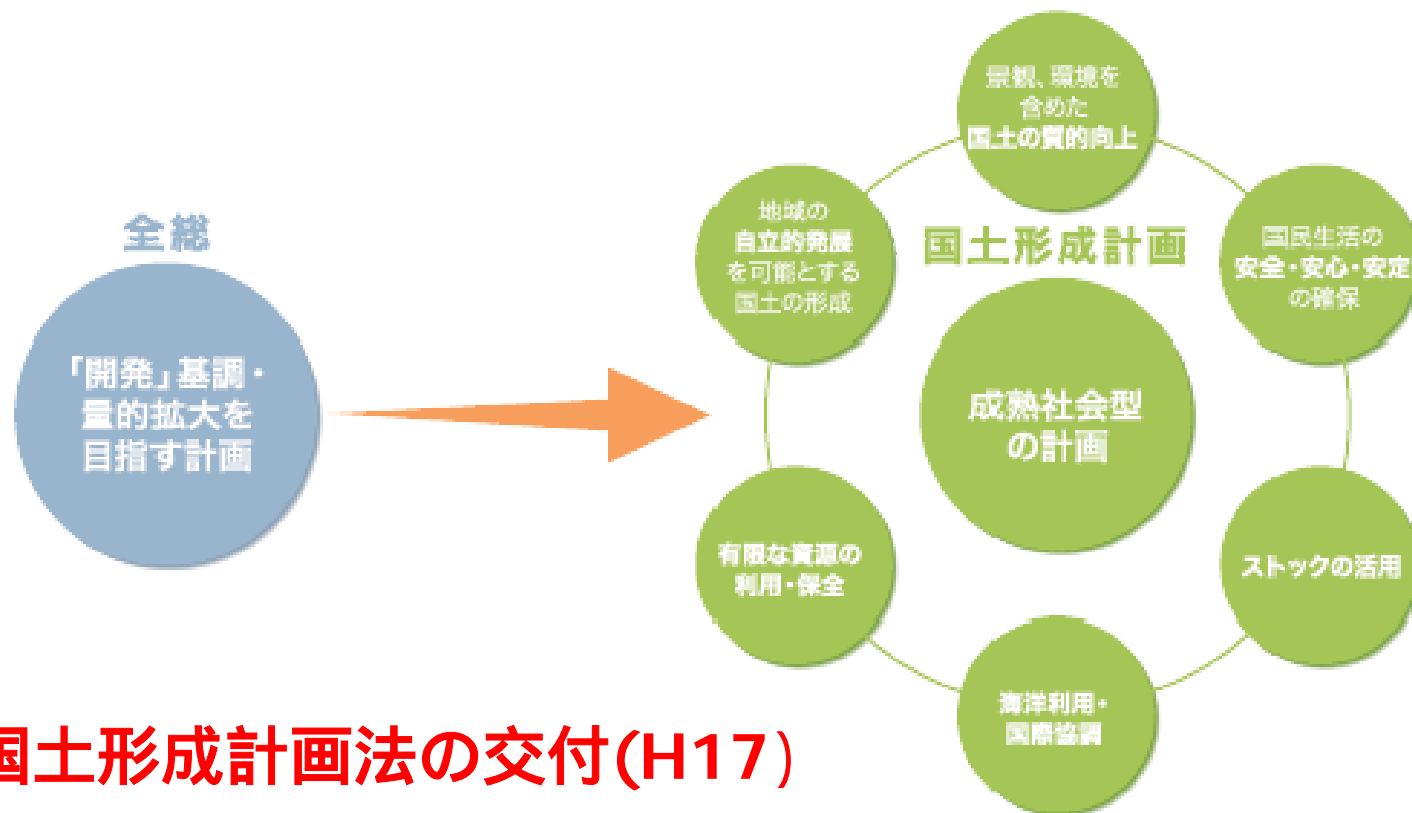 全総
「開発」基調・
量的拡大を
目指す計画
景観、環境を
含めた
国土の質的向上
地域の
自立的発展
を可能とする
国土の形成
国土形成計画
国民生活の
安全・安心・安定
の確保
成熟社会型
の計画
有限な資源の
利用・保全
ストックの活用
海洋利用・
国際協調
国土形成計画法の交付(H17)